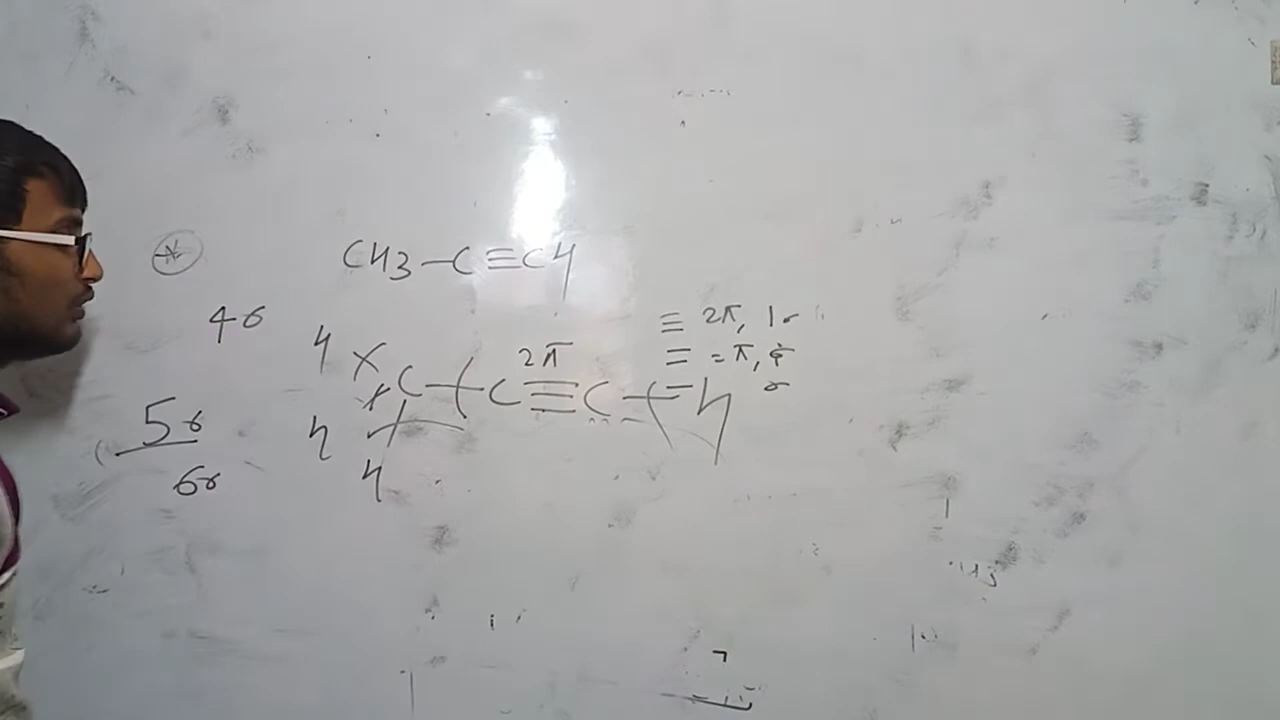 CH3-C≡CH
≡ 2π, 1σ
4σ
H
2π
= = π,
σ
C-C≡C-H
5σ
H
6σ
H